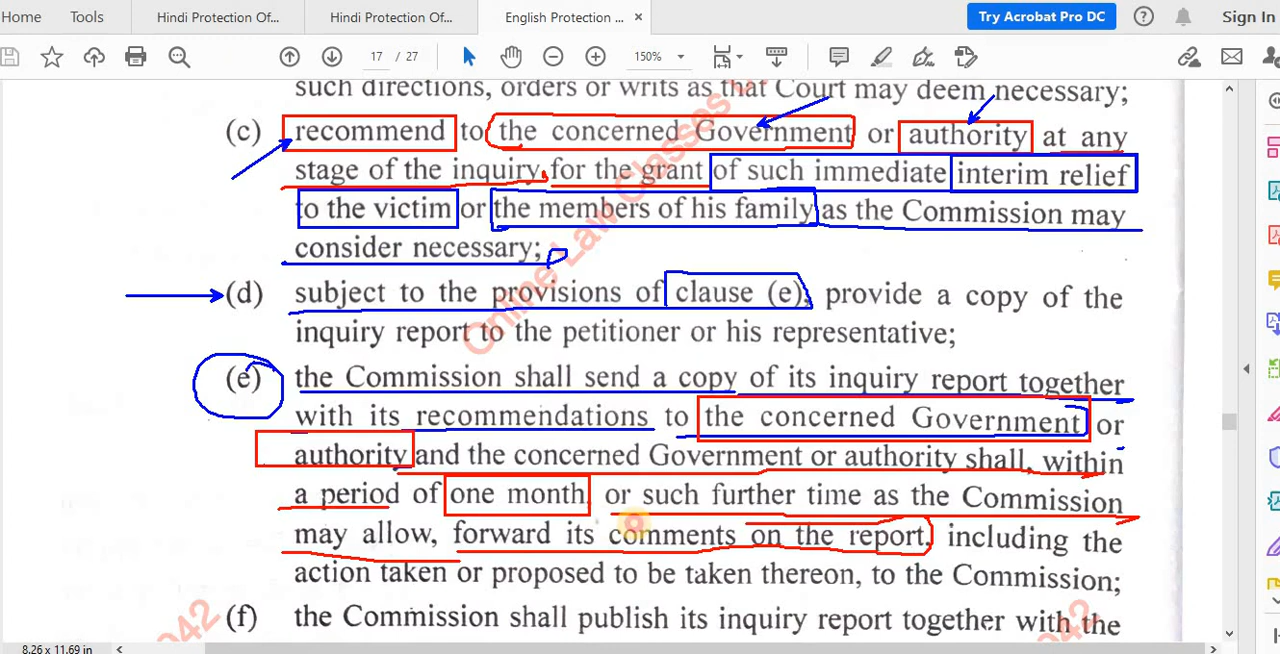 Home Tools Hindi Protection Of... Hindi Protection Of... English Protection ... × Try Acrobat Pro DC Sign In
17 / 27 150%
such directions, orders or writs as that Court may deem necessary;
(c) recommend to the concerned Government or authority at any
stage of the inquiry, for the grant of such immediate interim relief
to the victim or the members of his family as the Commission may
consider necessary;
(d) subject to the provisions of clause (e), provide a copy of the
inquiry report to the petitioner or his representative;
(e) the Commission shall send a copy of its inquiry report together
with its recommendations to the concerned Government or
authority and the concerned Government or authority shall, within
a period of one month, or such further time as the Commission
may allow, forward its comments on the report, including the
action taken or proposed to be taken thereon, to the Commission;
(f) the Commission shall publish its inquiry report together with the
Online Law Classes
042
042
8.26 x 11.69 in